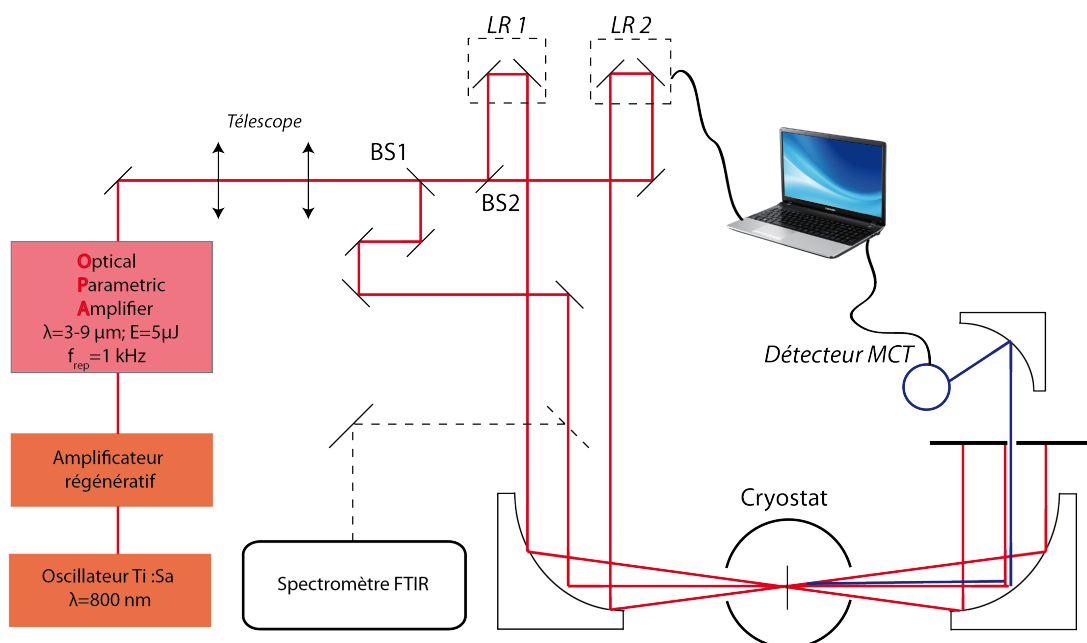 LR 1
LR 2
Télescope
BS1
BS2
Optical
Parametric
Amplifier
λ=3-9 µm; E=5µJ
frep=1 kHz
Détecteur MCT
Amplificateur
régénératif
Cryostat
Oscillateur Ti :Sa
λ=800 nm
Spectromètre FTIR